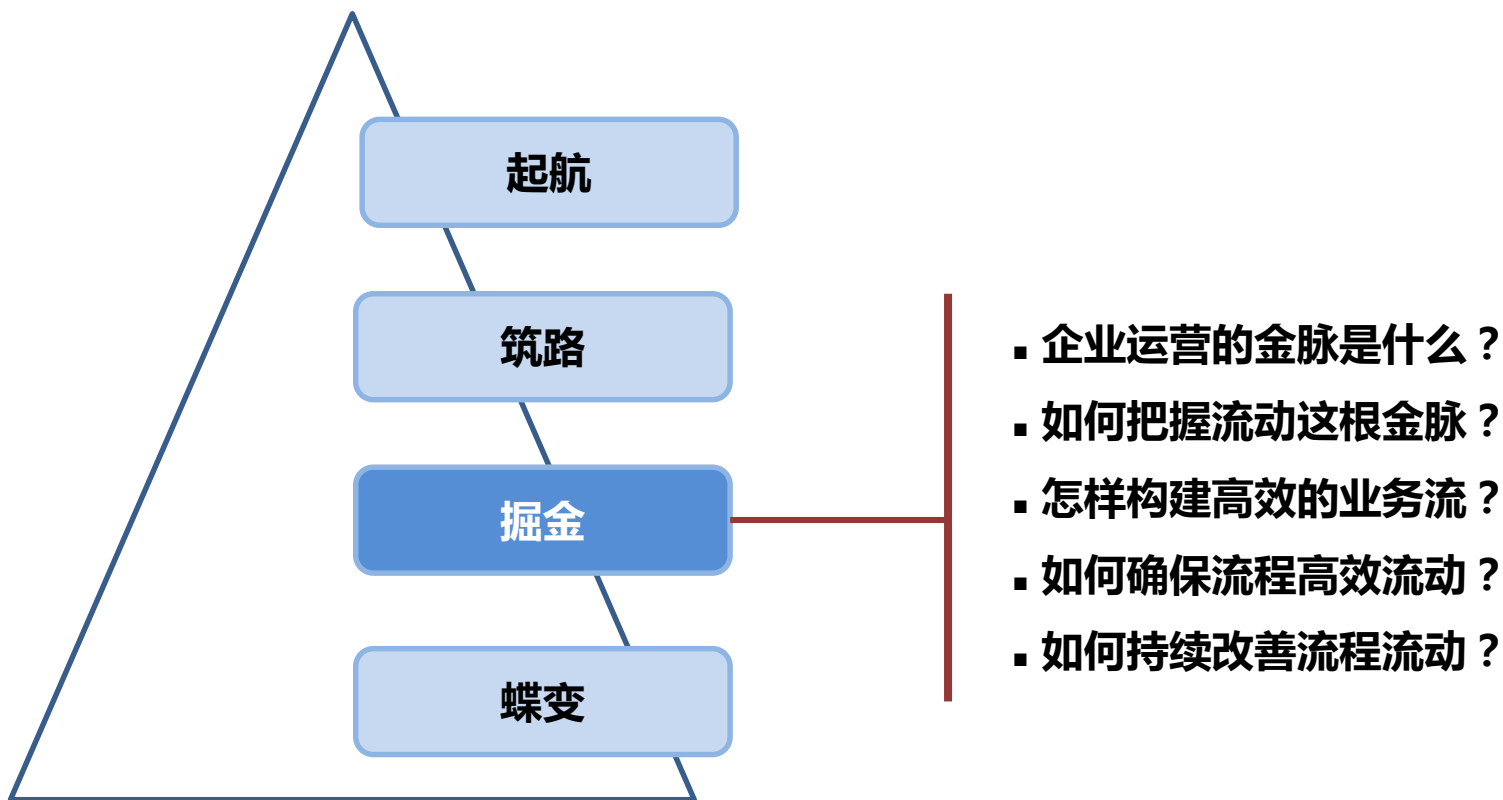 起航
筑路
掘金
蝶变
▪ 企业运营的金脉是什么？
▪ 如何把握流动这根金脉？
▪ 怎样构建高效的业务流？
▪ 如何确保流程高效流动？
▪ 如何持续改善流程流动？